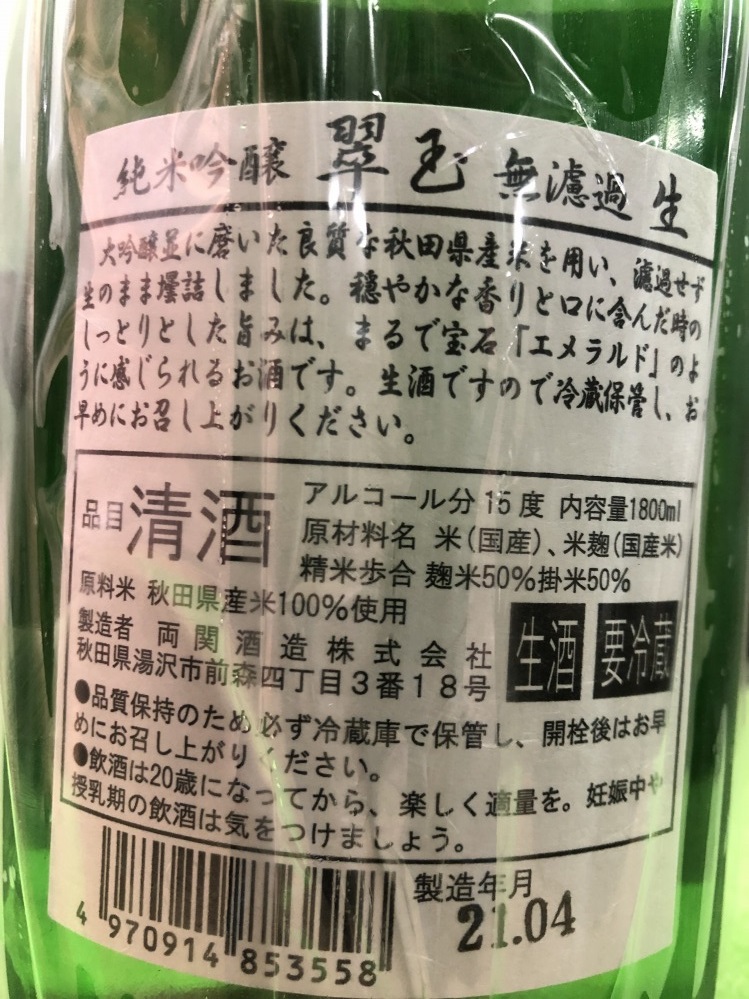 純米吟醸 翠玉 無濾過 生
大吟醸並に磨いた良質な秋田県産米を用い、濾過せず
生のまま壜詰しました。穏やかな香りと口に含んだ時の
しっとりとした旨みは、まるで宝石「エメラルド」のよ
うに感じられるお酒です。生酒ですので冷蔵保管し、お
早めにお召し上がりください。
品目 清酒
アルコール分 15 度 内容量1800ml
原材料名 米(国産)、米麹(国産米)
精米歩合 麹米50%掛米50%
原料米 秋田県産米100%使用
製造者 両関酒造株式会社
秋田県湯沢市前森四丁目3番18号
生酒 要冷蔵
●品質保持のため必ず冷蔵庫で保管し、開栓後はお早
めにお召し上がりください。
●飲酒は20歳になってから、楽しく適量を。妊娠中や
授乳期の飲酒は気をつけましょう。
製造年月
21.04
4 970914 853558